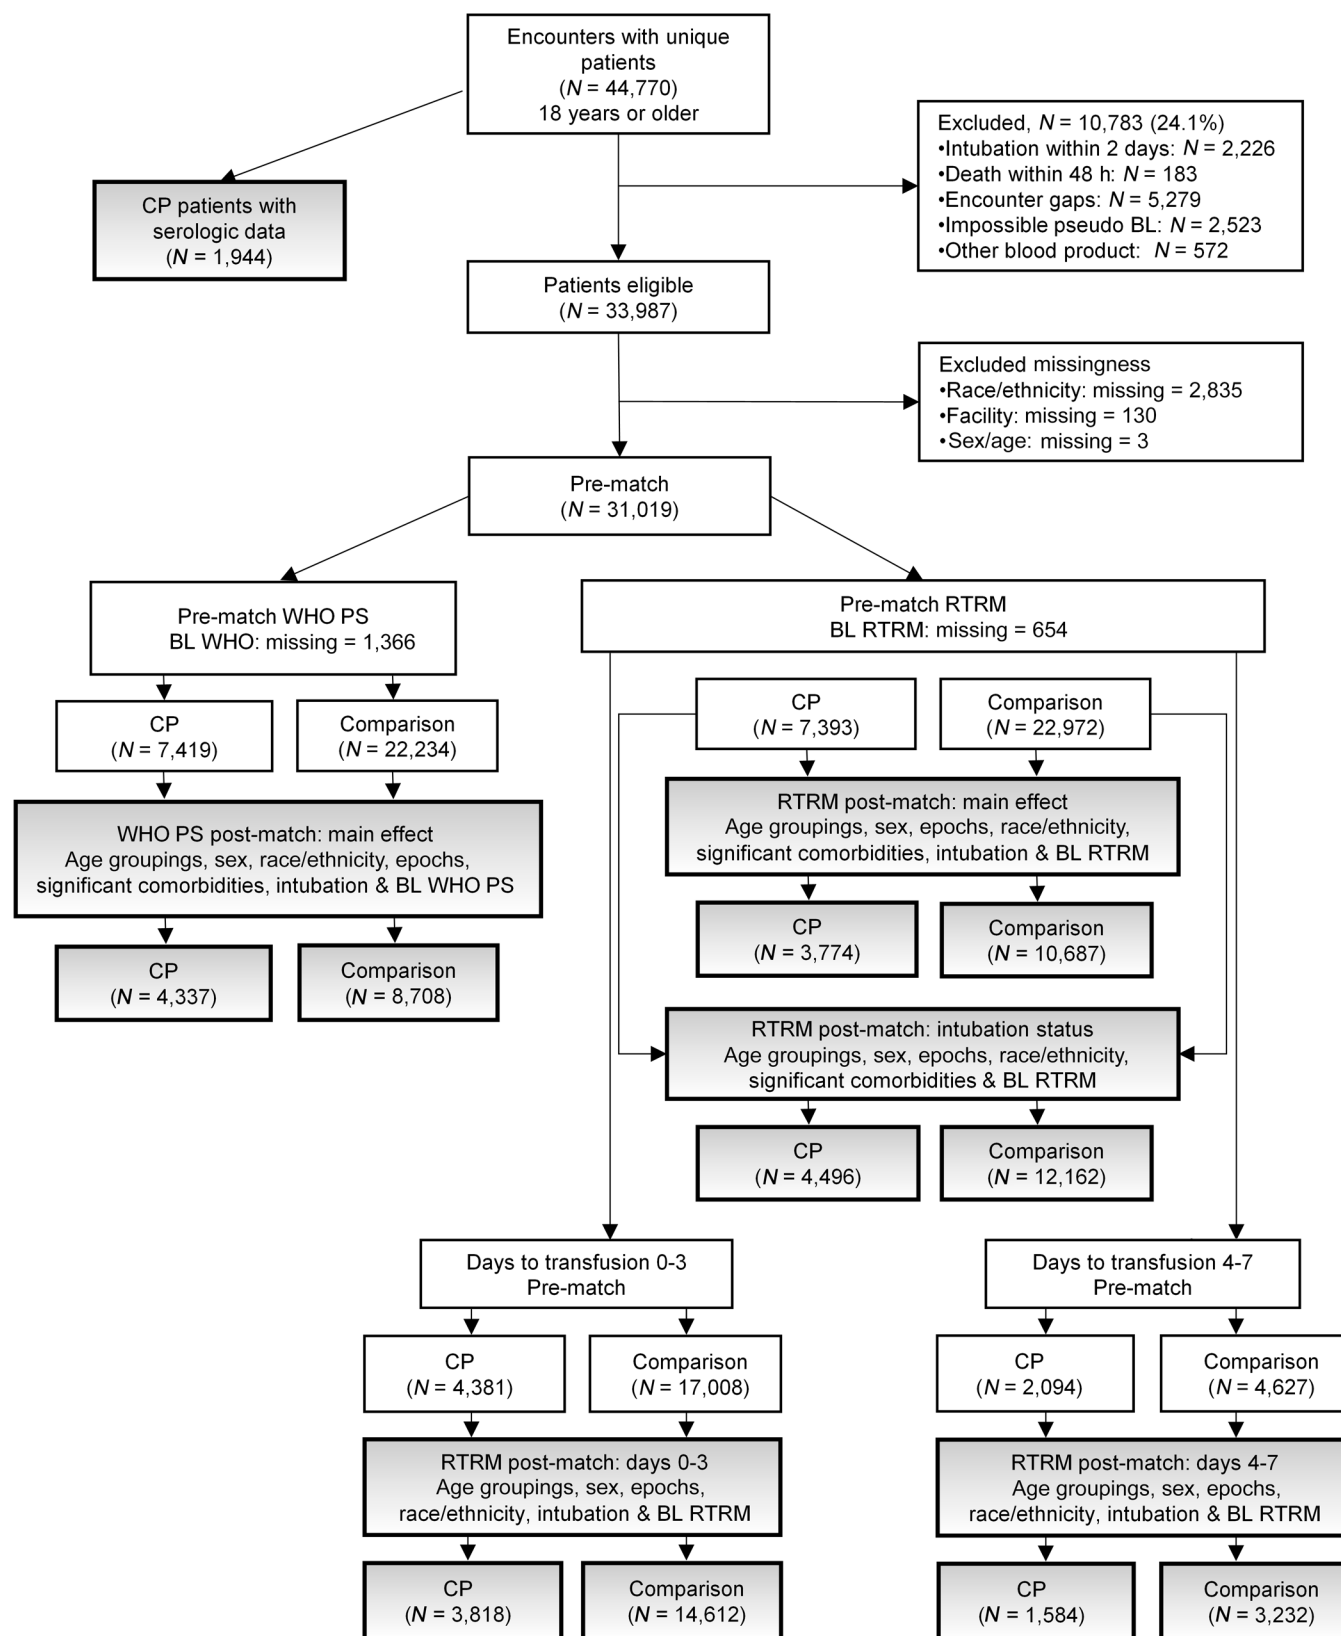 Encounters with unique
patients
(N = 44,770)
18 years or older
Excluded, N = 10,783 (24.1%)
•Intubation within 2 days: N = 2,226
•Death within 48 h: N = 183
•Encounter gaps: N = 5,279
•Impossible pseudo BL: N = 2,523
•Other blood product: N = 572
CP patients with
serologic data
(N = 1,944)
Patients eligible
(N = 33,987)
Excluded missingness
•Race/ethnicity: missing = 2,835
•Facility: missing = 130
•Sex/age: missing = 3
Pre-match
(N = 31,019)
Pre-match WHO PS
BL WHO: missing = 1,366
Pre-match RTRM
BL RTRM: missing = 654
CP
(N = 7,419)
Comparison
(N = 22,234)
CP
(N = 7,393)
Comparison
(N = 22,972)
WHO PS post-match: main effect
Age groupings, sex, race/ethnicity, epochs,
significant comorbidities, intubation & BL WHO PS
RTRM post-match: main effect
Age groupings, sex, epochs, race/ethnicity,
significant comorbidities, intubation & BL RTRM
CP
(N = 4,337)
Comparison
(N = 8,708)
CP
(N = 3,774)
Comparison
(N = 10,687)
RTRM post-match: intubation status
Age groupings, sex, epochs, race/ethnicity,
significant comorbidities & BL RTRM
CP
(N = 4,496)
Comparison
(N = 12,162)
Days to transfusion 0-3
Pre-match
Days to transfusion 4-7
Pre-match
CP
(N = 4,381)
Comparison
(N = 17,008)
CP
(N = 2,094)
Comparison
(N = 4,627)
RTRM post-match: days 0-3
Age groupings, sex, epochs,
race/ethnicity, intubation & BL RTRM
RTRM post-match: days 4-7
Age groupings, sex, epochs,
race/ethnicity, intubation & BL RTRM
CP
(N = 3,818)
Comparison
(N = 14,612)
CP
(N = 1,584)
Comparison
(N = 3,232)